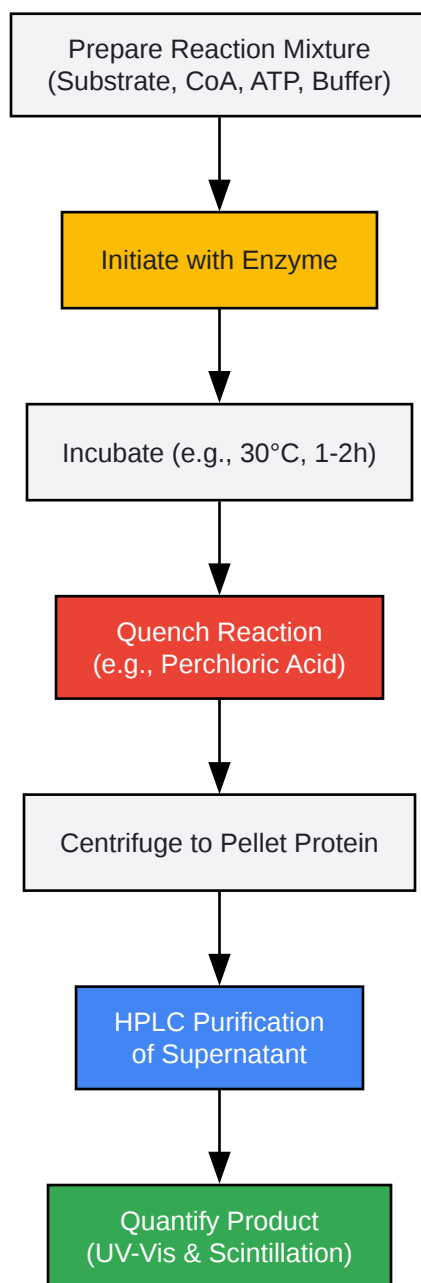 Prepare Reaction Mixture
(Substrate, CoA, ATP, Buffer)
Initiate with Enzyme
Incubate (e.g., 30°C, 1-2h)
Quench Reaction
(e.g., Perchloric Acid)
Centrifuge to Pellet Protein
HPLC Purification
of Supernatant
Quantify Product
(UV-Vis & Scintillation)